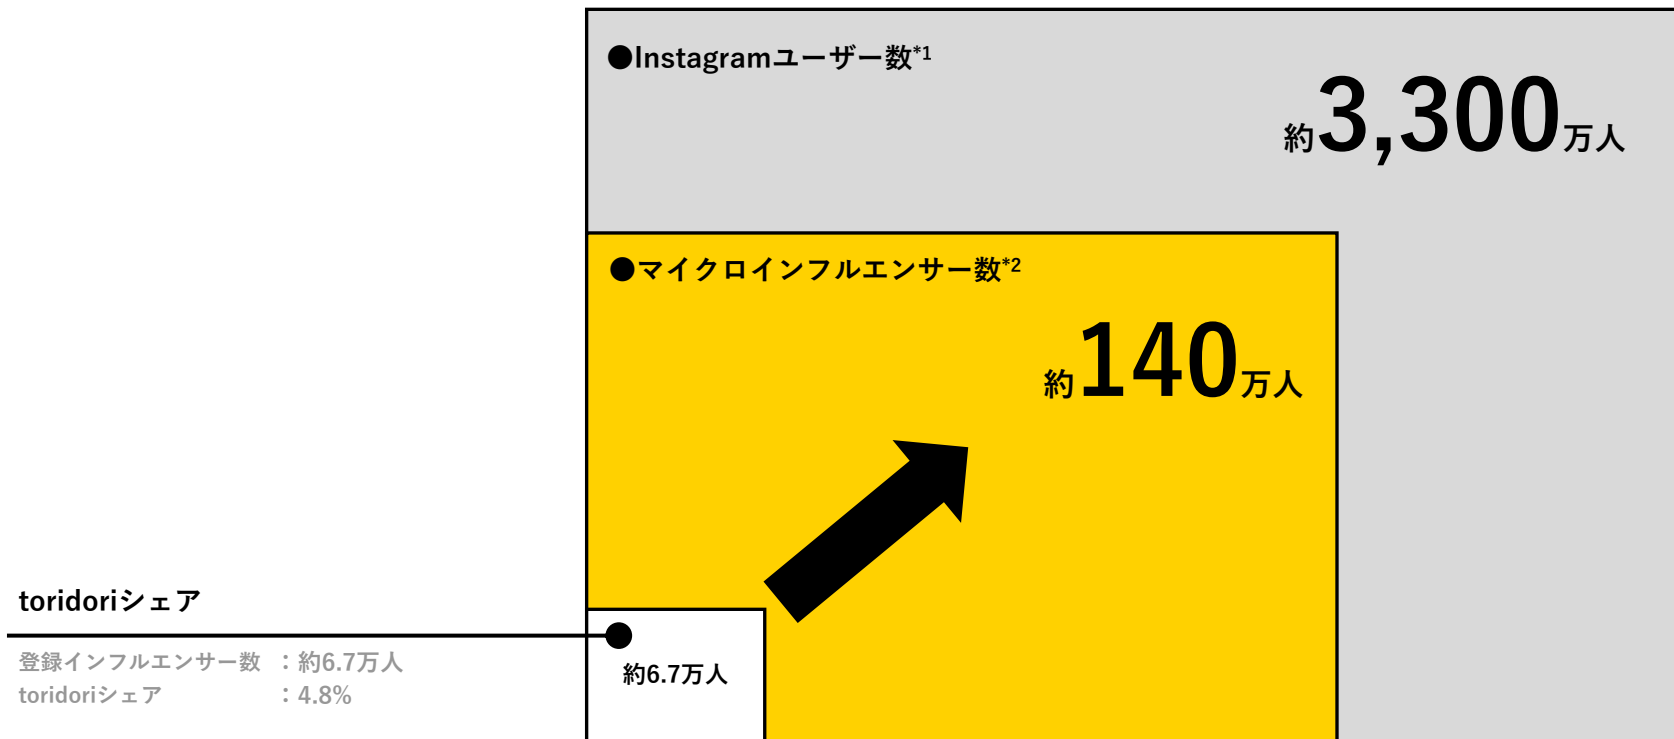 ●Instagramユーザー数*1
約3,300万人
●マイクロインフルエンサー数*2
約140万人
toridoriシェア
登録インフルエンサー数 ：約6.7万人
toridoriシェア ：4.8%
約6.7万人